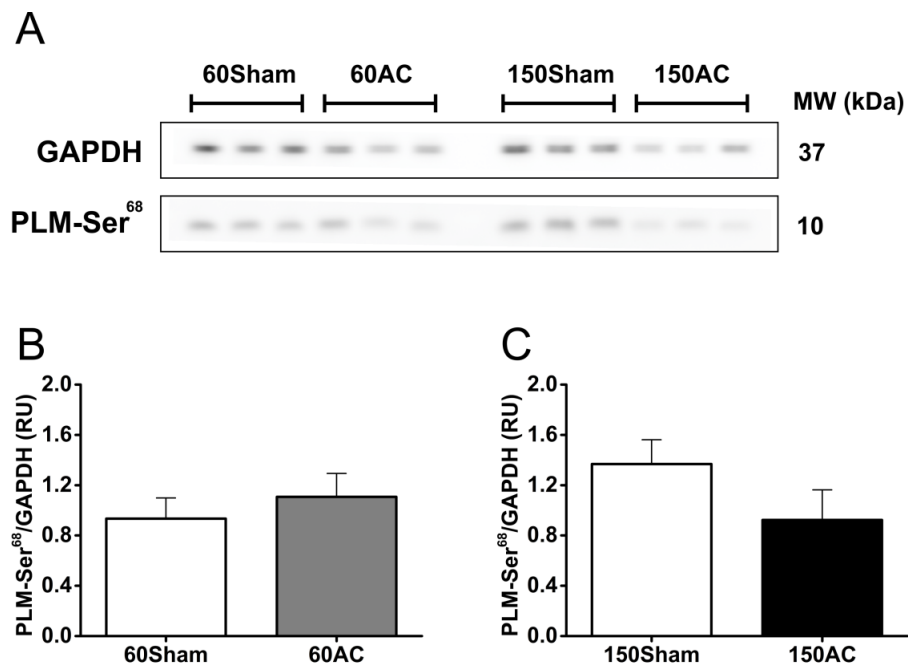 A
60Sham 60AC 150Sham 150AC
MW (kDa)
GAPDH 37
PLM-Ser⁶⁸ 10
B
PLM-Ser⁶⁸/GAPDH (RU)
2.0
1.6
1.2
0.8
0.4
0.0
60Sham 60AC
C
PLM-Ser⁶⁸/GAPDH (RU)
2.0
1.6
1.2
0.8
0.4
0.0
150Sham 150AC